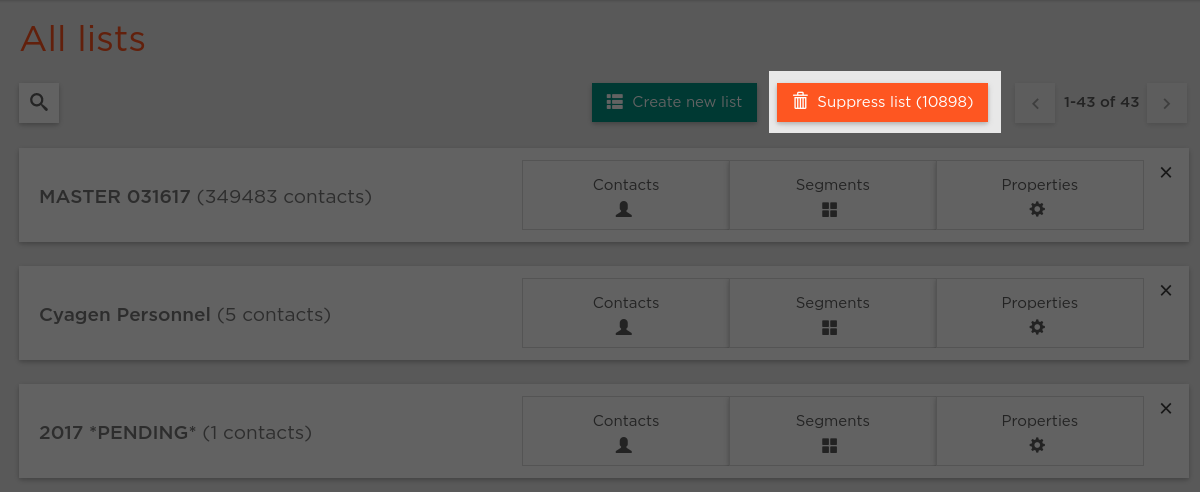 All lists
Create new list
Suppress list (10898)
1-43 of 43
MASTER 031617 (349483 contacts)
Contacts
Segments
Properties
Cyagen Personnel (5 contacts)
Contacts
Segments
Properties
2017 *PENDING* (1 contacts)
Contacts
Segments
Properties